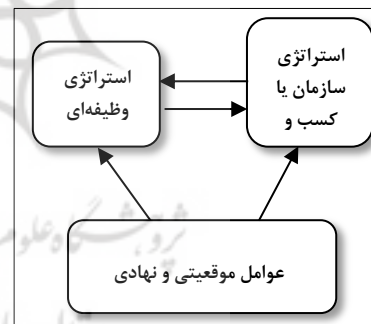 استراتژی
سازمان یا
کسب و
استراتژی
وظیفه‌ای
عوامل موقعیتی و نهادی